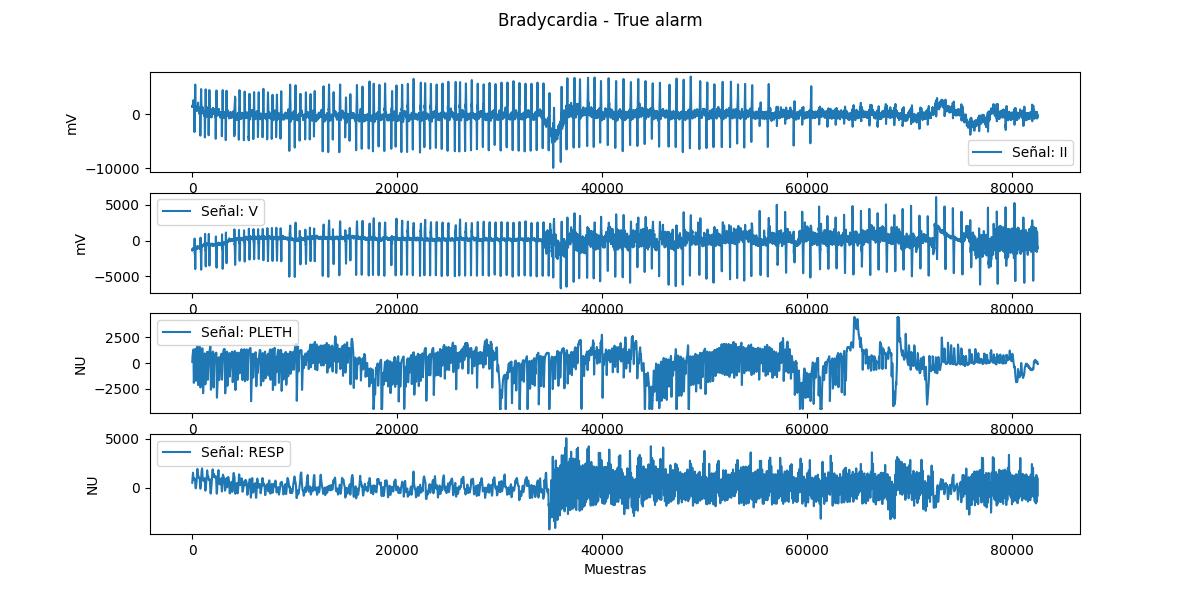 Bradycardia - True alarm
mV
0
−10000
Señal: II
0 20000 40000 60000 80000
mV
5000
0
−5000
Señal: V
0 20000 40000 60000 80000
NU
2500
0
−2500
Señal: PLETH
0 20000 40000 60000 80000
NU
5000
0
Señal: RESP
0 20000 40000 60000 80000
Muestras